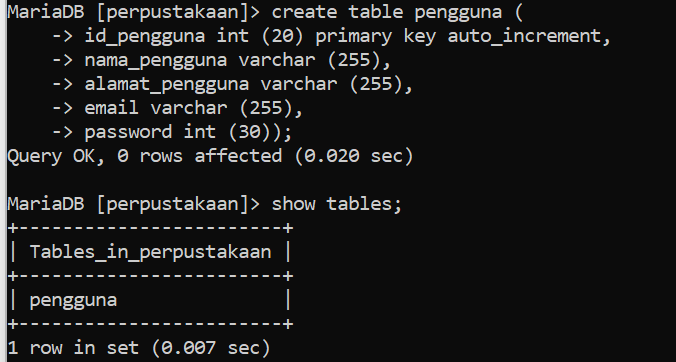 MariaDB [perpustakaan]> create table pengguna (
    -> id_pengguna int (20) primary key auto_increment,
    -> nama_pengguna varchar (255),
    -> alamat_pengguna varchar (255),
    -> email varchar (255),
    -> password int (30));
Query OK, 0 rows affected (0.020 sec)

MariaDB [perpustakaan]> show tables;
+------------------------+
| Tables_in_perpustakaan |
+------------------------+
| pengguna               |
+------------------------+
1 row in set (0.007 sec)